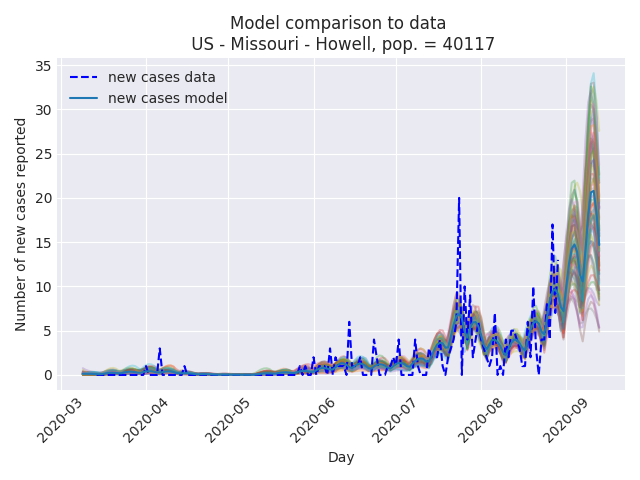 Model comparison to data
US - Missouri - Howell, pop. = 40117
new cases data
new cases model
Number of new cases reported
35
30
25
20
15
10
5
0
2020-03
2020-04
2020-05
2020-06
2020-07
2020-08
2020-09
Day